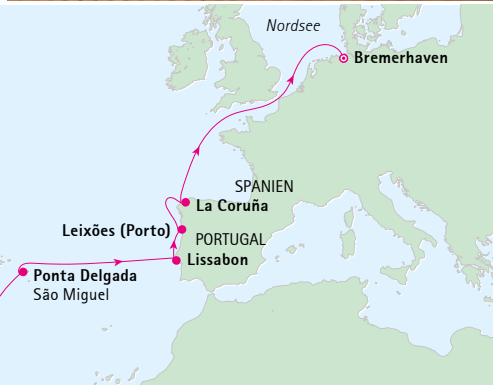 Nordsee
Bremerhaven
SPANIEN
La Coruña
Leixões (Porto)
PORTUGAL
Lissabon
Ponta Delgada
São Miguel